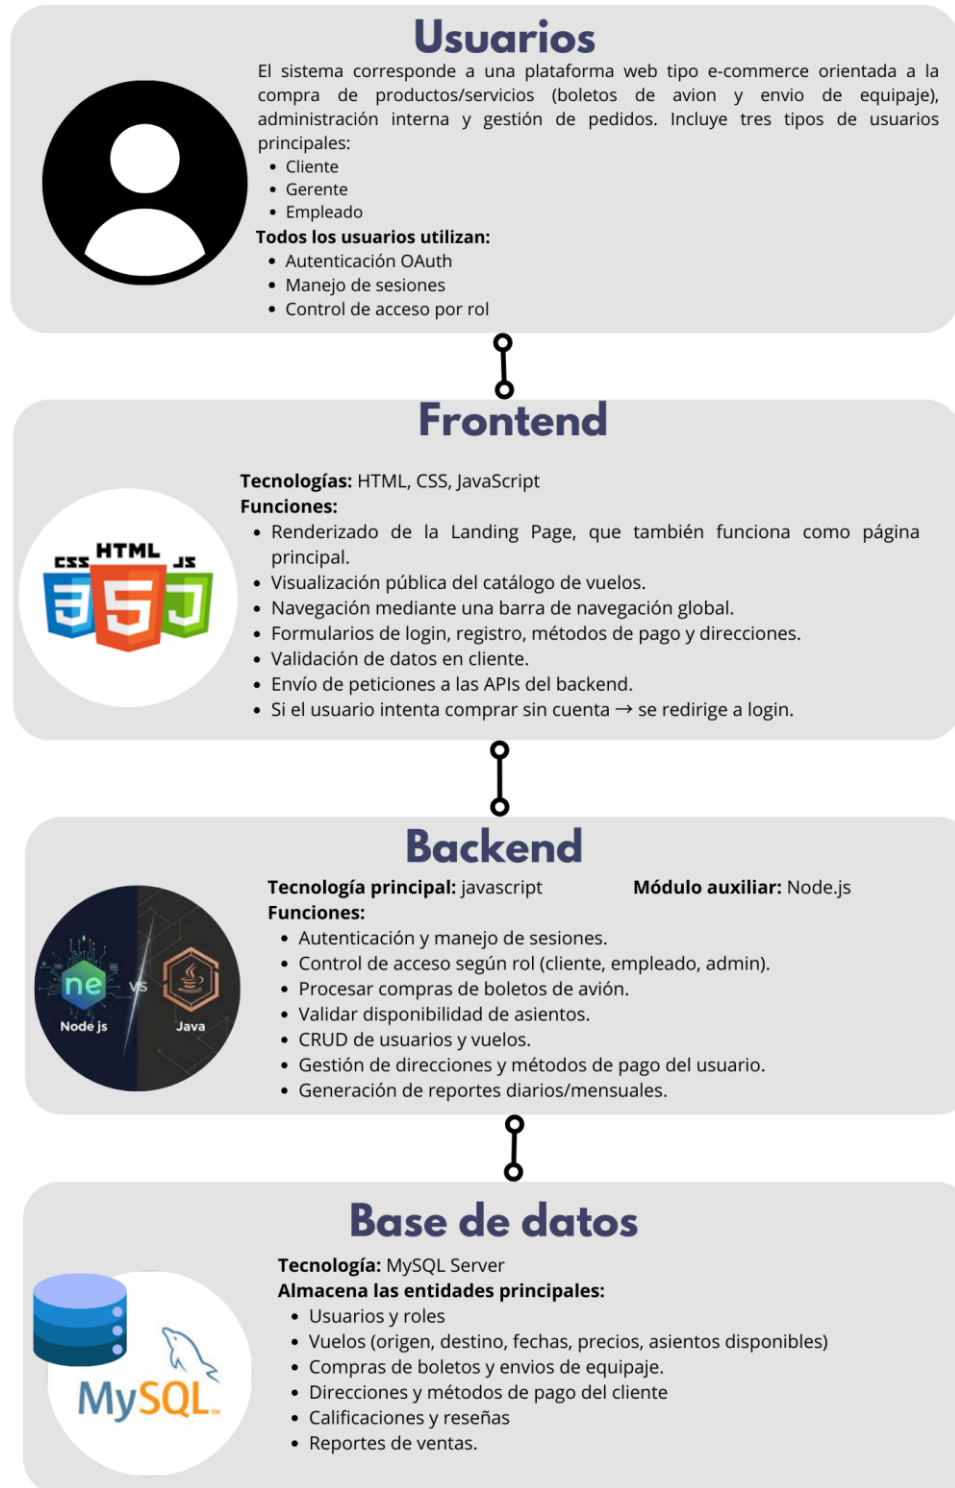 Usuarios
El sistema corresponde a una plataforma web tipo e-commerce orientada a la
compra de productos/servicios (boletos de avion y envio de equipaje),
administración interna y gestión de pedidos. Incluye tres tipos de usuarios
principales:
• Cliente
• Gerente
• Empleado
Todos los usuarios utilizan:
• Autenticación OAuth
• Manejo de sesiones
• Control de acceso por rol
Frontend
Tecnologías: HTML, CSS, JavaScript
Funciones:
• Renderizado de la Landing Page, que también funciona como página
principal.
• Visualización pública del catálogo de vuelos.
• Navegación mediante una barra de navegación global.
• Formularios de login, registro, métodos de pago y direcciones.
• Validación de datos en cliente.
• Envío de peticiones a las APIs del backend.
• Si el usuario intenta comprar sin cuenta → se redirige a login.
CSS HTML JS
3 5 J
Backend
Tecnología principal: javascript Módulo auxiliar: Node.js
Funciones:
• Autenticación y manejo de sesiones.
• Control de acceso según rol (cliente, empleado, admin).
• Procesar compras de boletos de avión.
• Validar disponibilidad de asientos.
• CRUD de usuarios y vuelos.
• Gestión de direcciones y métodos de pago del usuario.
• Generación de reportes diarios/mensuales.
ne VS
Node js Java
Base de datos
Tecnología: MySQL Server
Almacena las entidades principales:
• Usuarios y roles
• Vuelos (origen, destino, fechas, precios, asientos disponibles)
• Compras de boletos y envios de equipaje.
• Direcciones y métodos de pago del cliente
• Calificaciones y reseñas
• Reportes de ventas.
MySQL™